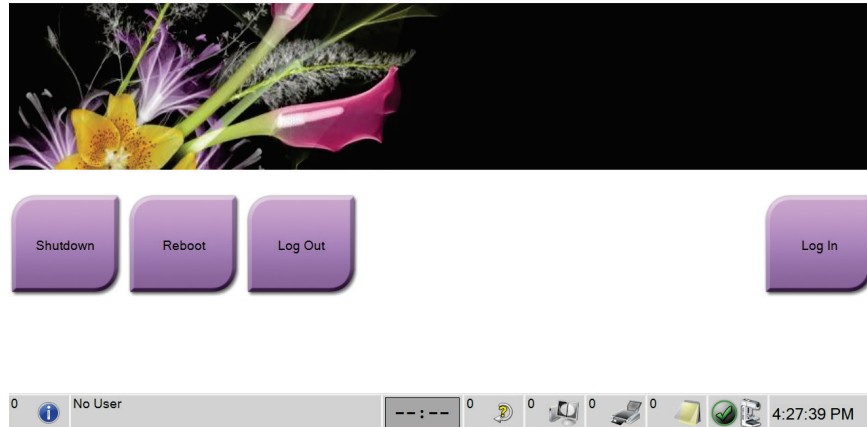 Shutdown
Reboot
Log Out
Log In
0
No User
--:--
0
0
0
0
4:27:39 PM